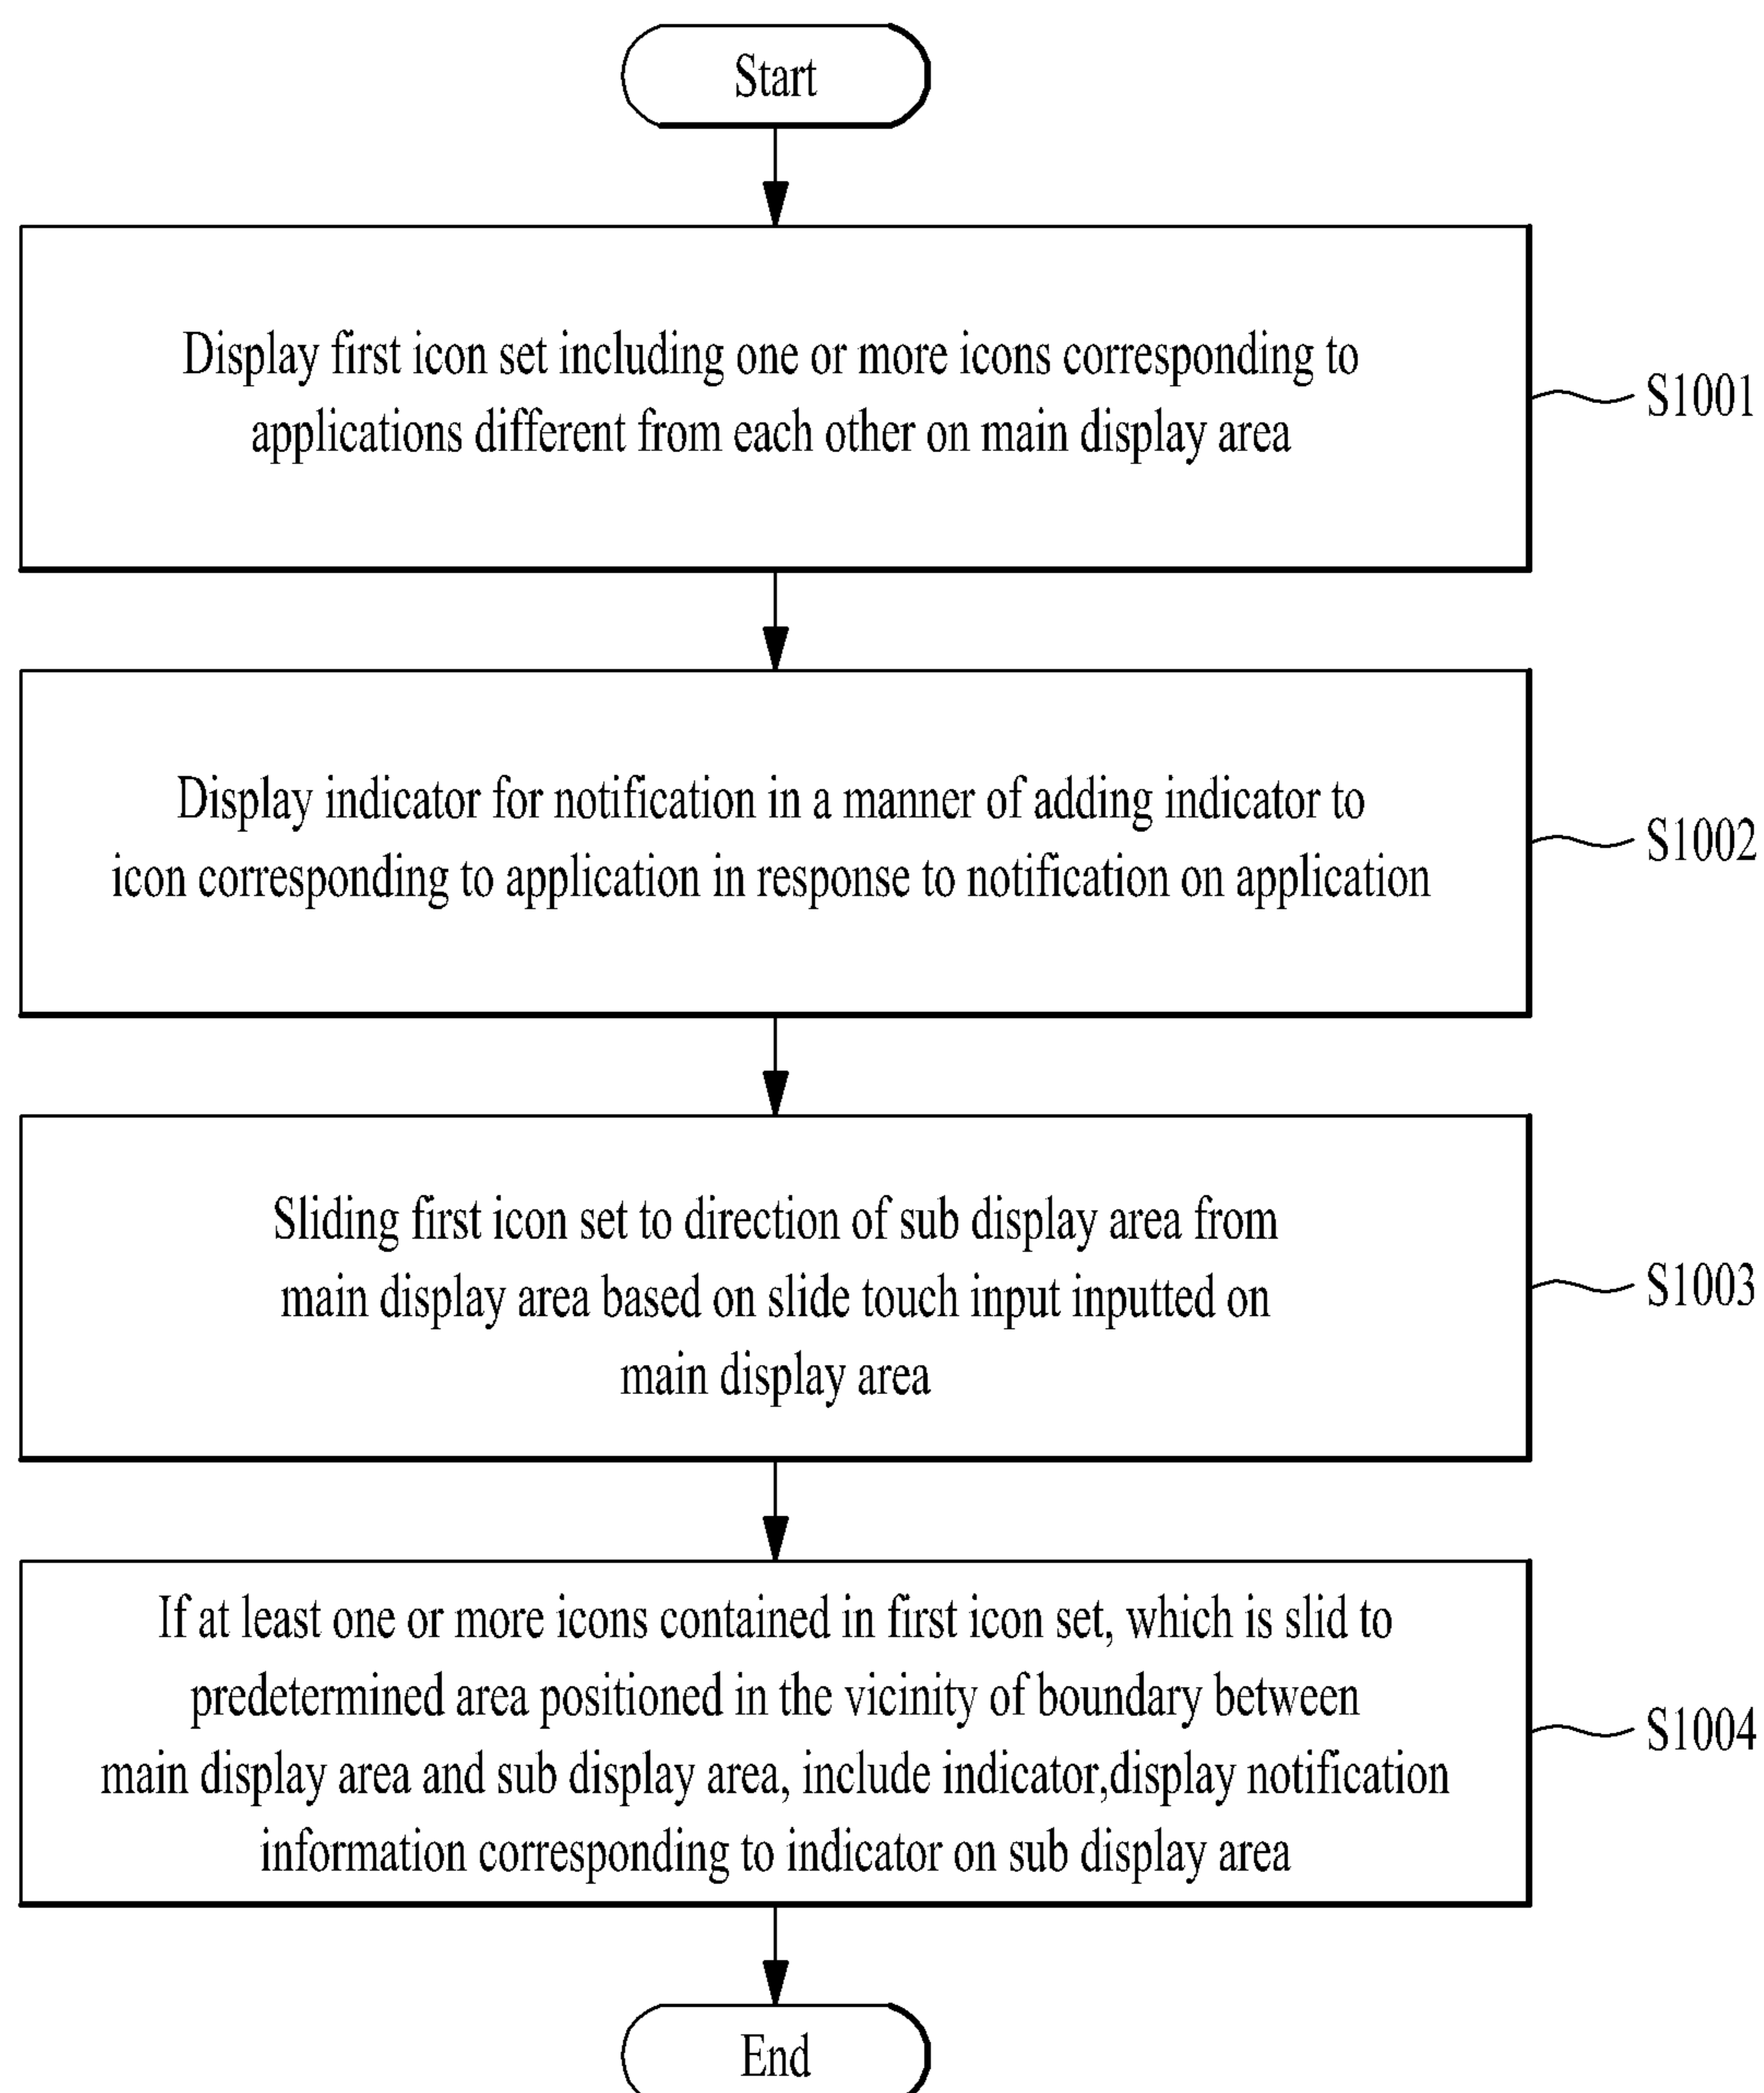 Start
Display first icon set including one or more icons corresponding to
applications different from each other on main display area
S1001
Display indicator for notification in a manner of adding indicator to
icon corresponding to application in response to notification on application
S1002
Sliding first icon set to direction of sub display area from
main display area based on slide touch input inputted on
main display area
S1003
If at least one or more icons contained in first icon set, which is slid to
predetermined area positioned in the vicinity of boundary between
main display area and sub display area, include indicator,display notification
information corresponding to indicator on sub display area
S1004
End